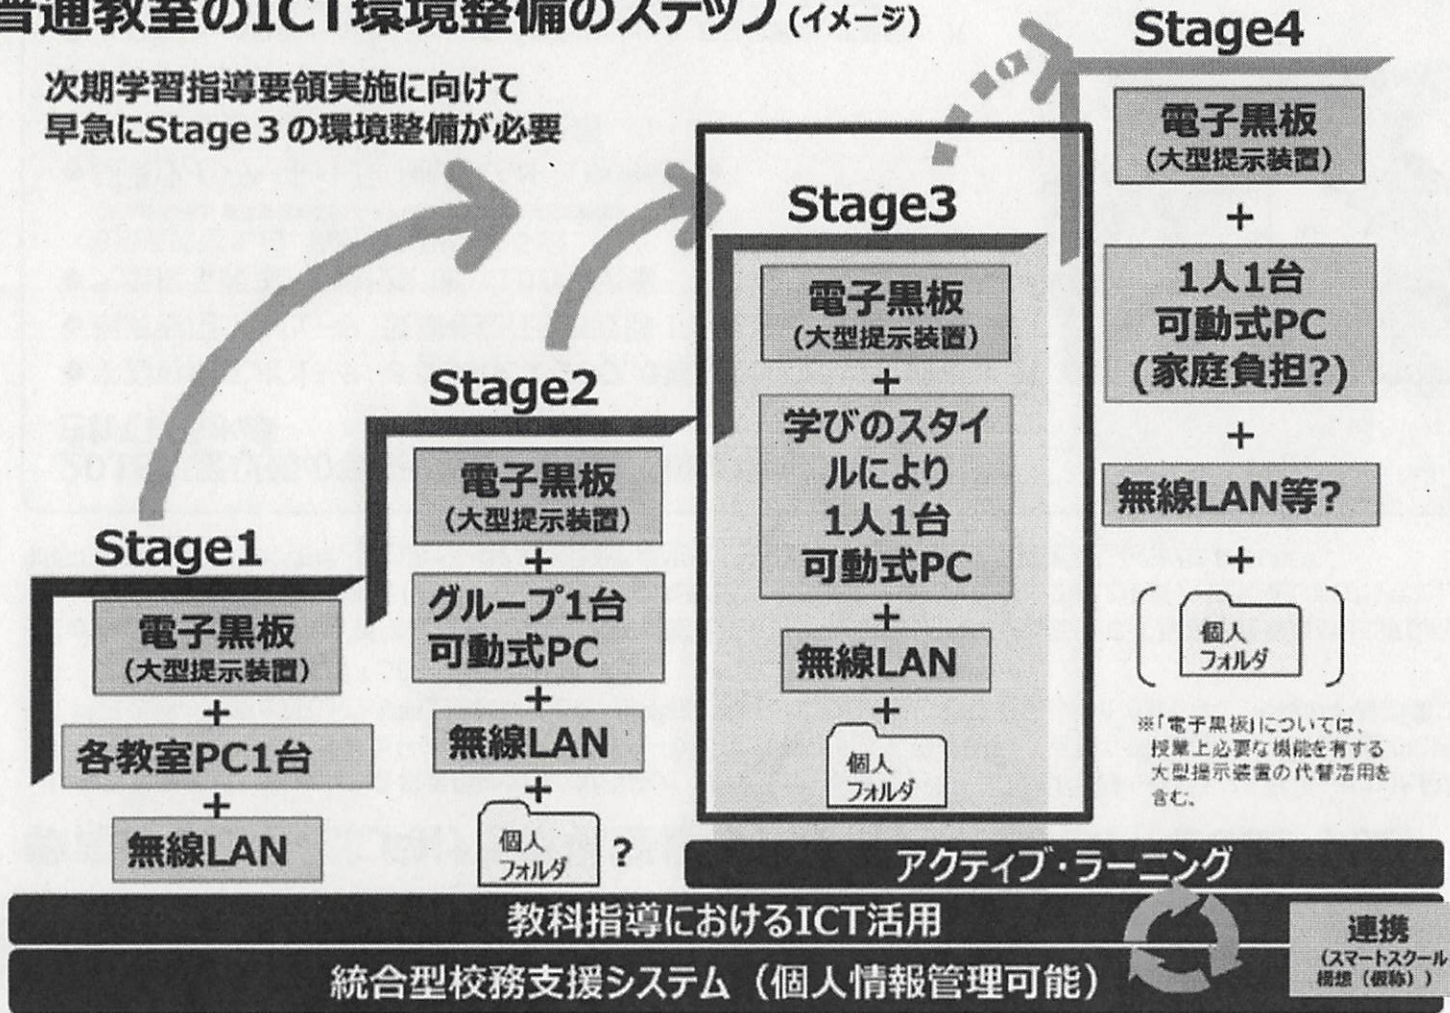 普通教室のICT環境整備のステップ(イメージ)
次期学習指導要領実施に向けて
早急にStage3の環境整備が必要
Stage1
電子黒板
(大型提示装置)
+
各教室PC1台
+
無線LAN
Stage2
電子黒板
(大型提示装置)
+
グループ1台
可動式PC
+
無線LAN
+
個人
フォルダ
?
Stage3
電子黒板
(大型提示装置)
+
学びのスタイ
ルにより
1人1台
可動式PC
+
無線LAN
+
個人
フォルダ
Stage4
電子黒板
(大型提示装置)
+
1人1台
可動式PC
(家庭負担?)
+
無線LAN等?
+
個人
フォルダ
※「電子黒板」については、
授業上必要な機能を有する
大型提示装置の代替活用を
含む。
アクティブ・ラーニング
教科指導におけるICT活用
統合型校務支援システム（個人情報管理可能）
連携
(スマートスクール
構想（仮称）)